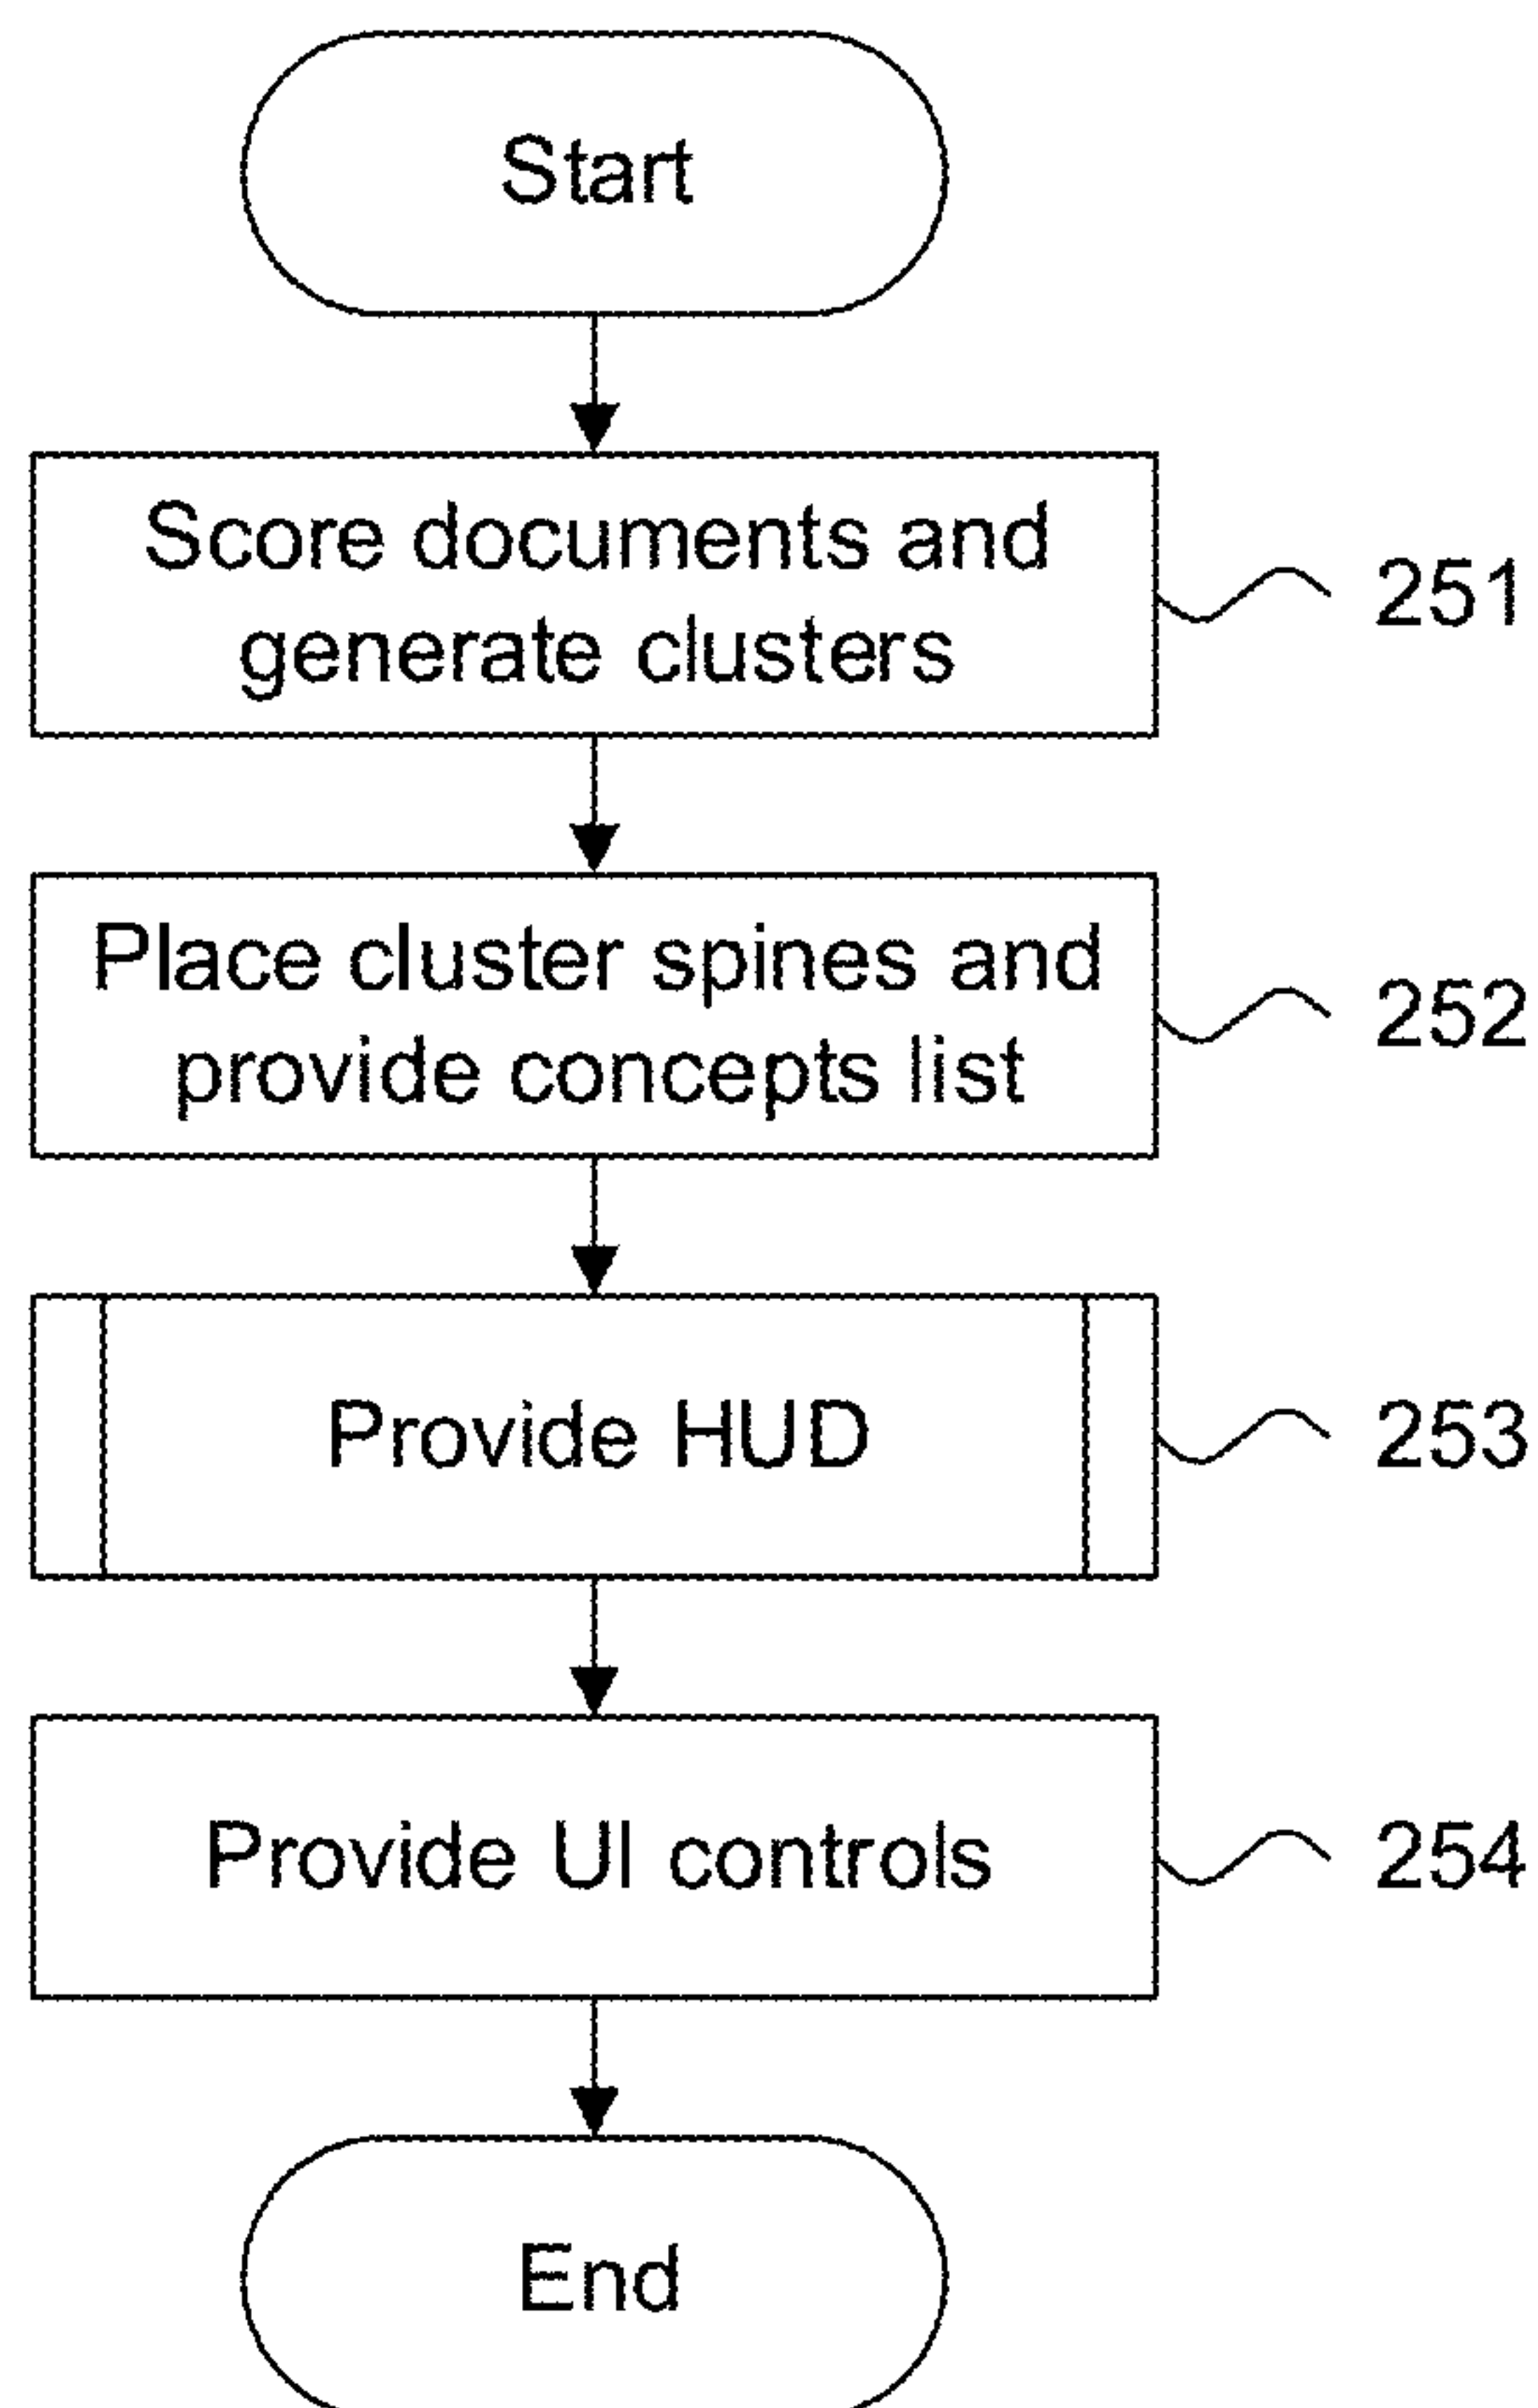 Start
Score documents and
generate clusters
251
Place cluster spines and
provide concepts list
252
Provide HUD
253
Provide UI controls
254
End